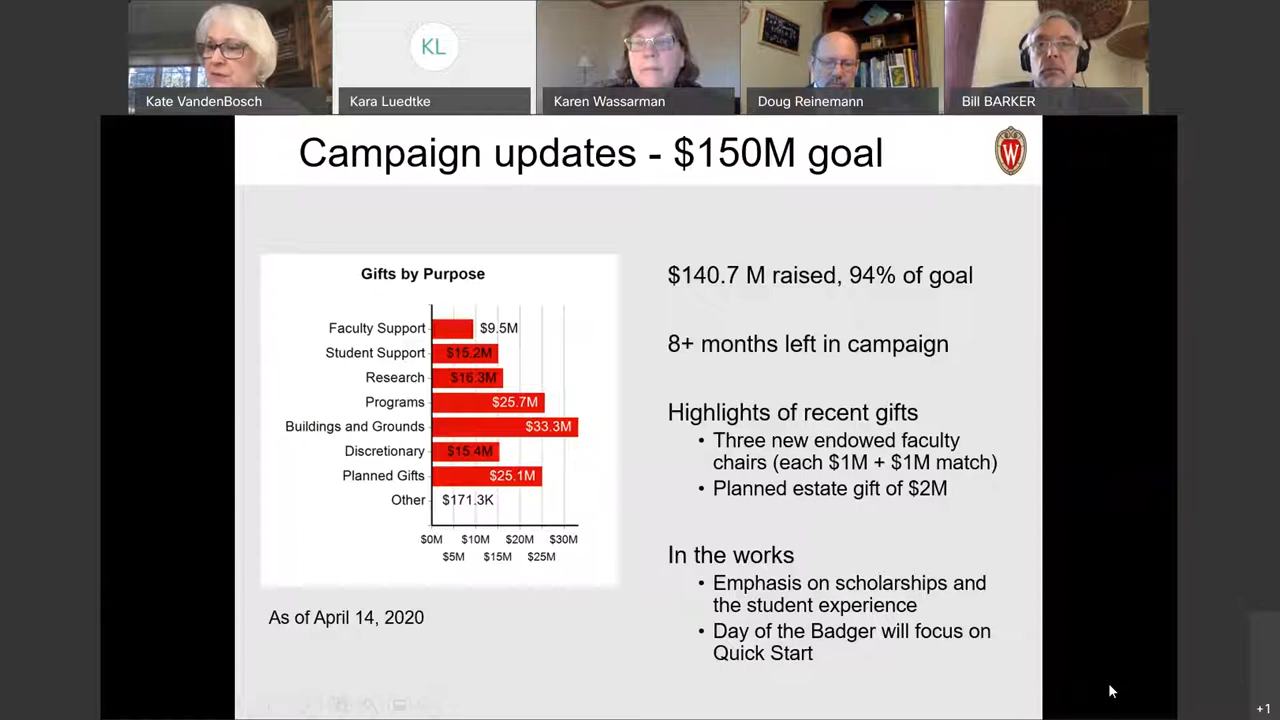 KL
Kate VandenBosch
Kara Luedtke
Karen Wassarman
Doug Reinemann
Bill BARKER
Campaign updates - $150M goal
W
Gifts by Purpose
Faculty Support $9.5M
Student Support $15.2M
Research $16.3M
Programs $25.7M
Buildings and Grounds $33.3M
Discretionary $15.4M
Planned Gifts $25.1M
Other $171.3K
$0M $10M $20M $30M
$5M $15M $25M
As of April 14, 2020
$140.7 M raised, 94% of goal
8+ months left in campaign
Highlights of recent gifts
• Three new endowed faculty
chairs (each $1M + $1M match)
• Planned estate gift of $2M
In the works
• Emphasis on scholarships and
the student experience
• Day of the Badger will focus on
Quick Start
+1